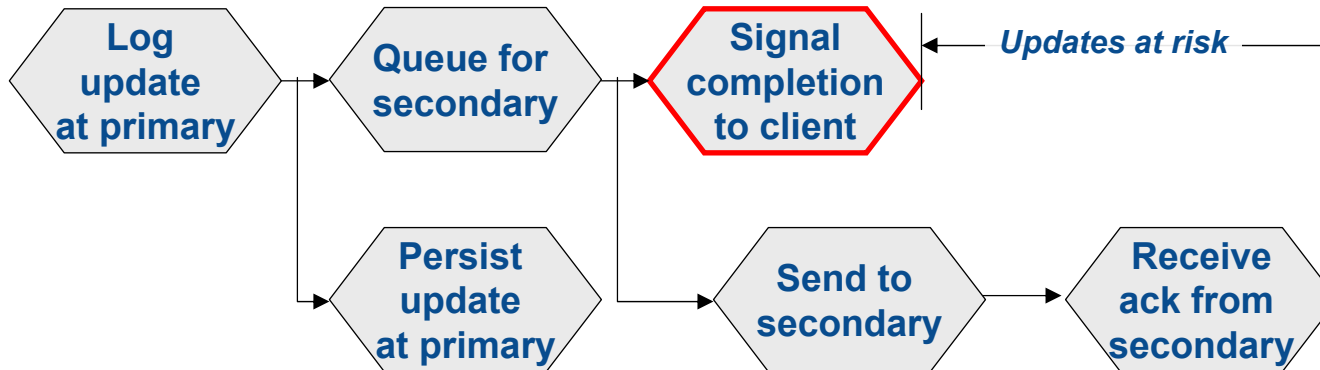 Log
update
at primary
Queue for
secondary
Signal
completion
to client
Updates at risk
Persist
update
at primary
Send to
secondary
Receive
ack from
secondary